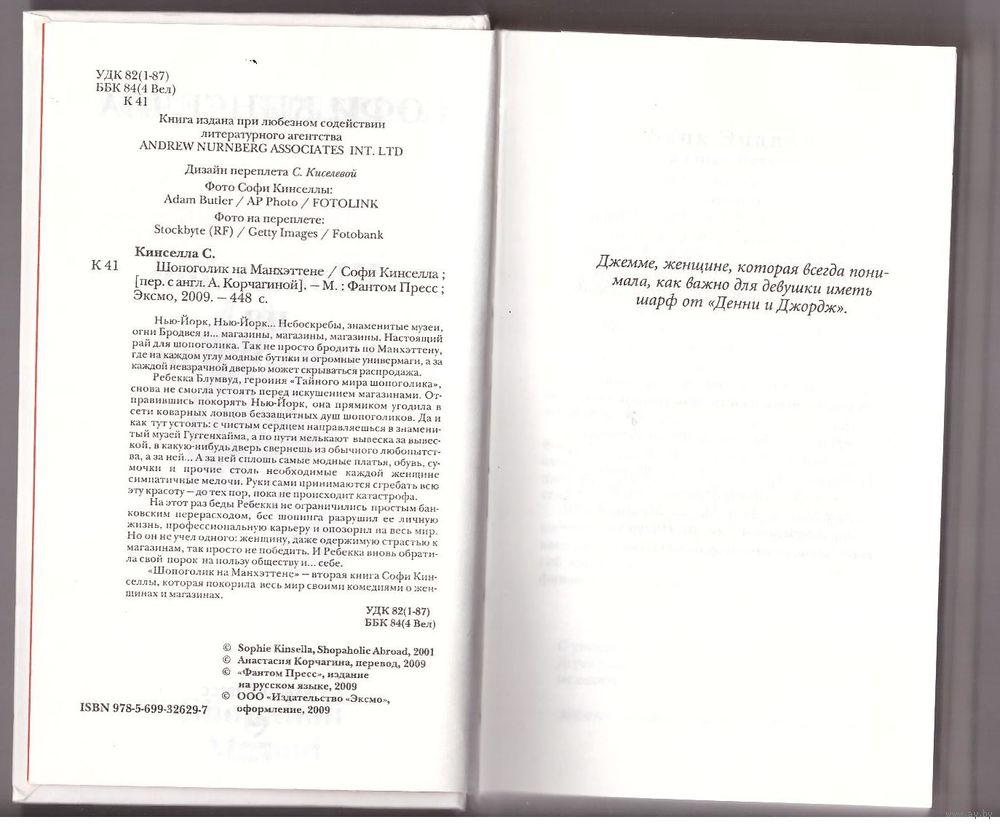 УДК 82(1-87)
ББК 84(4 Вел)
К 41
Книга издана при любезном содействии
литературного агентства
ANDREW NURNBERG ASSOCIATES INT. LTD
Дизайн переплета С. Киселевой
Фото Софи Кинселлы:
Adam Butler / AP Photo / FOTOLINK
Фото на переплете:
Stockbyte (RF) / Getty Images / Fotobank
Кинселла С.
К 41 Шопоголик на Манхэттене / Софи Кинселла ;
[пер. с англ. А. Корчагиной]. – М. : Фантом Пресс ;
Эксмо, 2009. – 448 с.
Нью-Йорк, Нью-Йорк... Небоскребы, знаменитые музеи,
огни Бродвея и... магазины, магазины, магазины. Настоящий
рай для шопоголика. Так не просто бродить по Манхэттену,
где на каждом углу модные бутики и огромные универмаги, а за
каждой невзрачной дверью может скрываться распродажа.
Ребекка Блумвуд, героиня «Тайного мира шопоголика»,
снова не смогла устоять перед искушением магазинами. От-
правившись покорять Нью-Йорк, она прямиком угодила в
сети коварных ловцов беззащитных душ шопоголиков. Да и
как тут устоять: с чистым сердцем направляешься в знамени-
тый музей Гуггенхайма, а по пути мелькают вывеска за вывес-
кой, в какую-нибудь дверь свернешь из обычного любопытст-
ва, а за ней... А за ней сплошь самые модные платья, обувь, су-
мочки и прочие столь необходимые каждой женщине
симпатичные мелочи. Руки сами принимаются сгребать всю
эту красоту – до тех пор, пока не происходит катастрофа.
На этот раз беды Ребекки не ограничились простым бан-
ковским перерасходом, бес шопинга разрушил ее личную
жизнь, профессиональную карьеру и опозорил на весь мир.
Но он не учел одного: женщину, даже одержимую страстью к
магазинам, так просто не победить. И Ребекка вновь обрати-
ла свой порок на пользу обществу и... себе.
«Шопоголик на Манхэттене» – вторая книга Софи Кин-
селлы, которая покорила весь мир своими комедиями о жен-
щинах и магазинах.
УДК 82(1-87)
ББК 84(4 Вел)
© Sophie Kinsella, Shopaholic Abroad, 2001
© Анастасия Корчагина, перевод, 2009
© «Фантом Пресс», издание
на русском языке, 2009
© ООО «Издательство «Эксмо»,
ISBN 978-5-699-32629-7 оформление, 2009
Джемме, женщине, которая всегда пони-
мала, как важно для девушки иметь
шарф от «Денни и Джордж».
www.ay.by